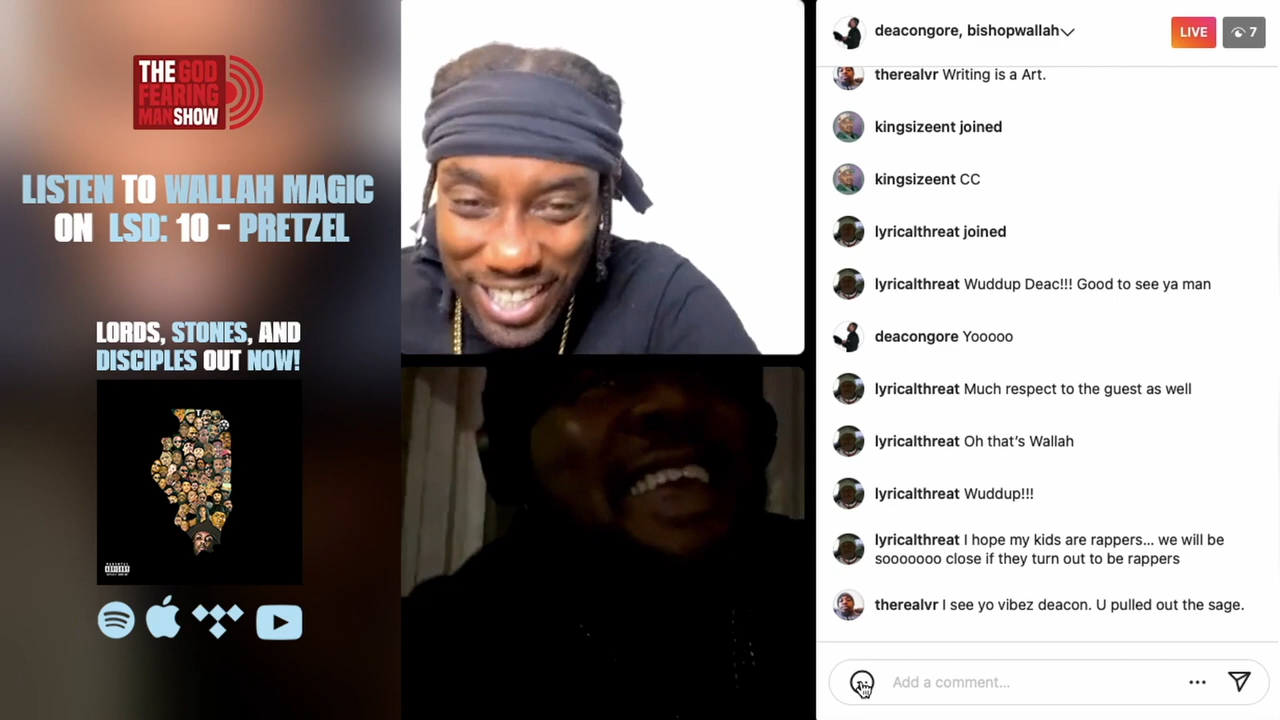 THE GOD
FEARING
MAN SHOW
LISTEN TO WALLAH MAGIC
ON LSD: 10 - PRETZEL
LORDS, STONES, AND
DISCIPLES OUT NOW!
PARENTAL
ADVISORY
deacongore, bishopwallah
LIVE
7
therealvr Writing is a Art.
kingsizeent joined
kingsizeent CC
lyricalthreat joined
lyricalthreat Wuddup Deac!!! Good to see ya man
deacongore Yooooo
lyricalthreat Much respect to the guest as well
lyricalthreat Oh that’s Wallah
lyricalthreat Wuddup!!!
lyricalthreat I hope my kids are rappers... we will be
sooooooo close if they turn out to be rappers
therealvr I see yo vibez deacon. U pulled out the sage.
Add a comment...